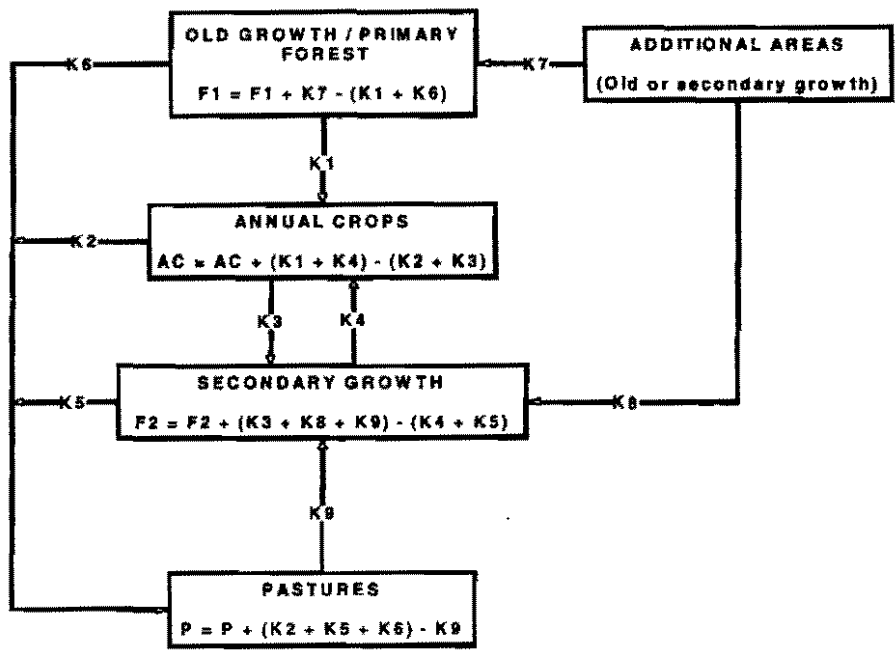 OLD GROWTH / PRIMARY
FOREST
F1 = F1 + K7 - (K1 + K6)
K6
K7
ADDITIONAL AREAS
(Old or secondary growth)
K1
ANNUAL CROPS
AC = AC + (K1 + K4) - (K2 + K3)
K2
K3
K4
SECONDARY GROWTH
F2 = F2 + (K3 + K8 + K9) - (K4 + K5)
K5
K8
K9
PASTURES
P = P + (K2 + K5 + K6) - K9